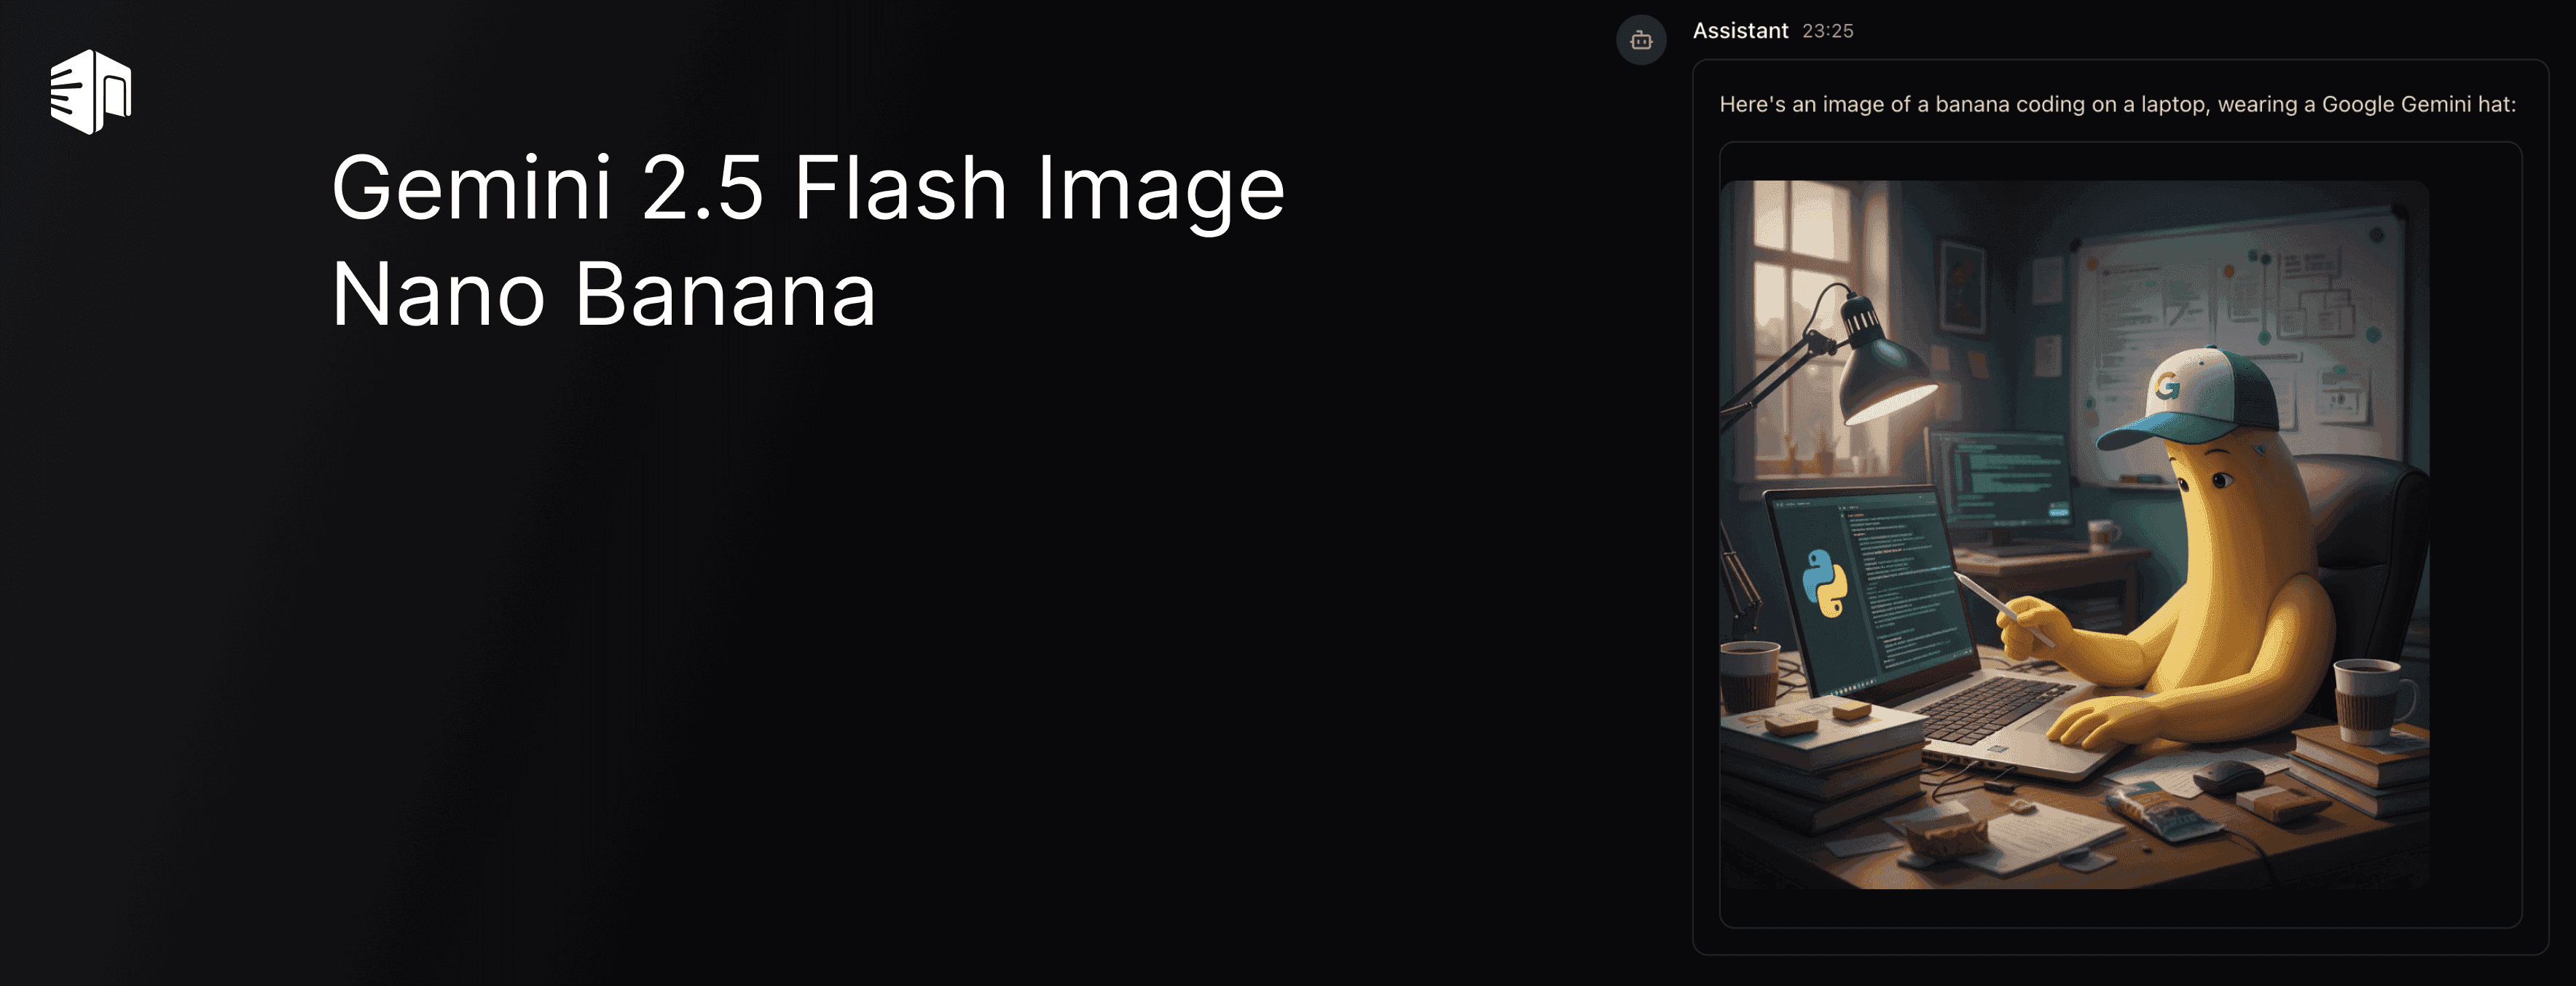 Gemini 2.5 Flash Image
Nano Banana
Assistant 23:25
Here's an image of a banana coding on a laptop, wearing a Google Gemini hat:
G